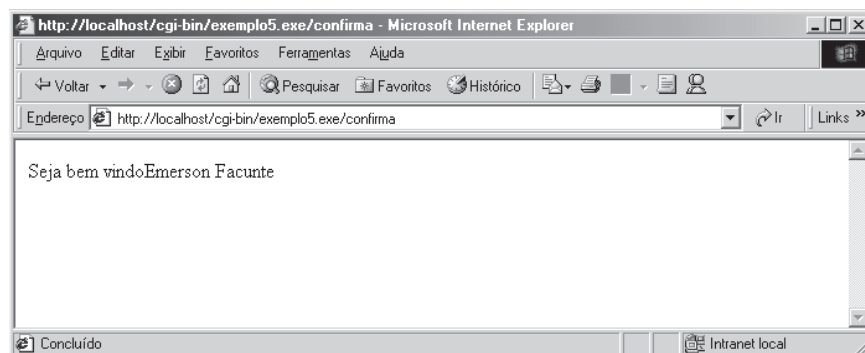 http://localhost/cgi-bin/exemplo5.exe/confirma - Microsoft Internet Explorer
Arquivo Editar Exibir Favoritos Ferramentas Ajuda
Voltar Pesquisar Favoritos Histórico
Endereço http://localhost/cgi-bin/exemplo5.exe/confirma Ir Links »
Seja bem vindoEmerson Facunte
Concluído Intranet local